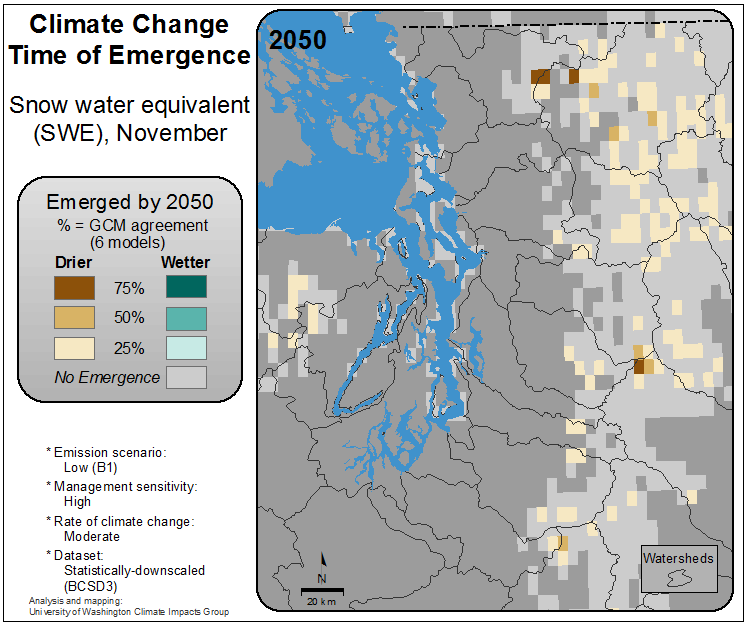 Climate Change
Time of Emergence
Snow water equivalent
(SWE), November
Emerged by 2050
% = GCM agreement
(6 models)
Drier Wetter
75%
50%
25%
No Emergence
* Emission scenario:
Low (B1)
* Management sensitivity:
High
* Rate of climate change:
Moderate
* Dataset:
Statistically-downscaled
(BCSD3)
Analysis and mapping:
University of Washington Climate Impacts Group
2050
N
20 km
Watersheds